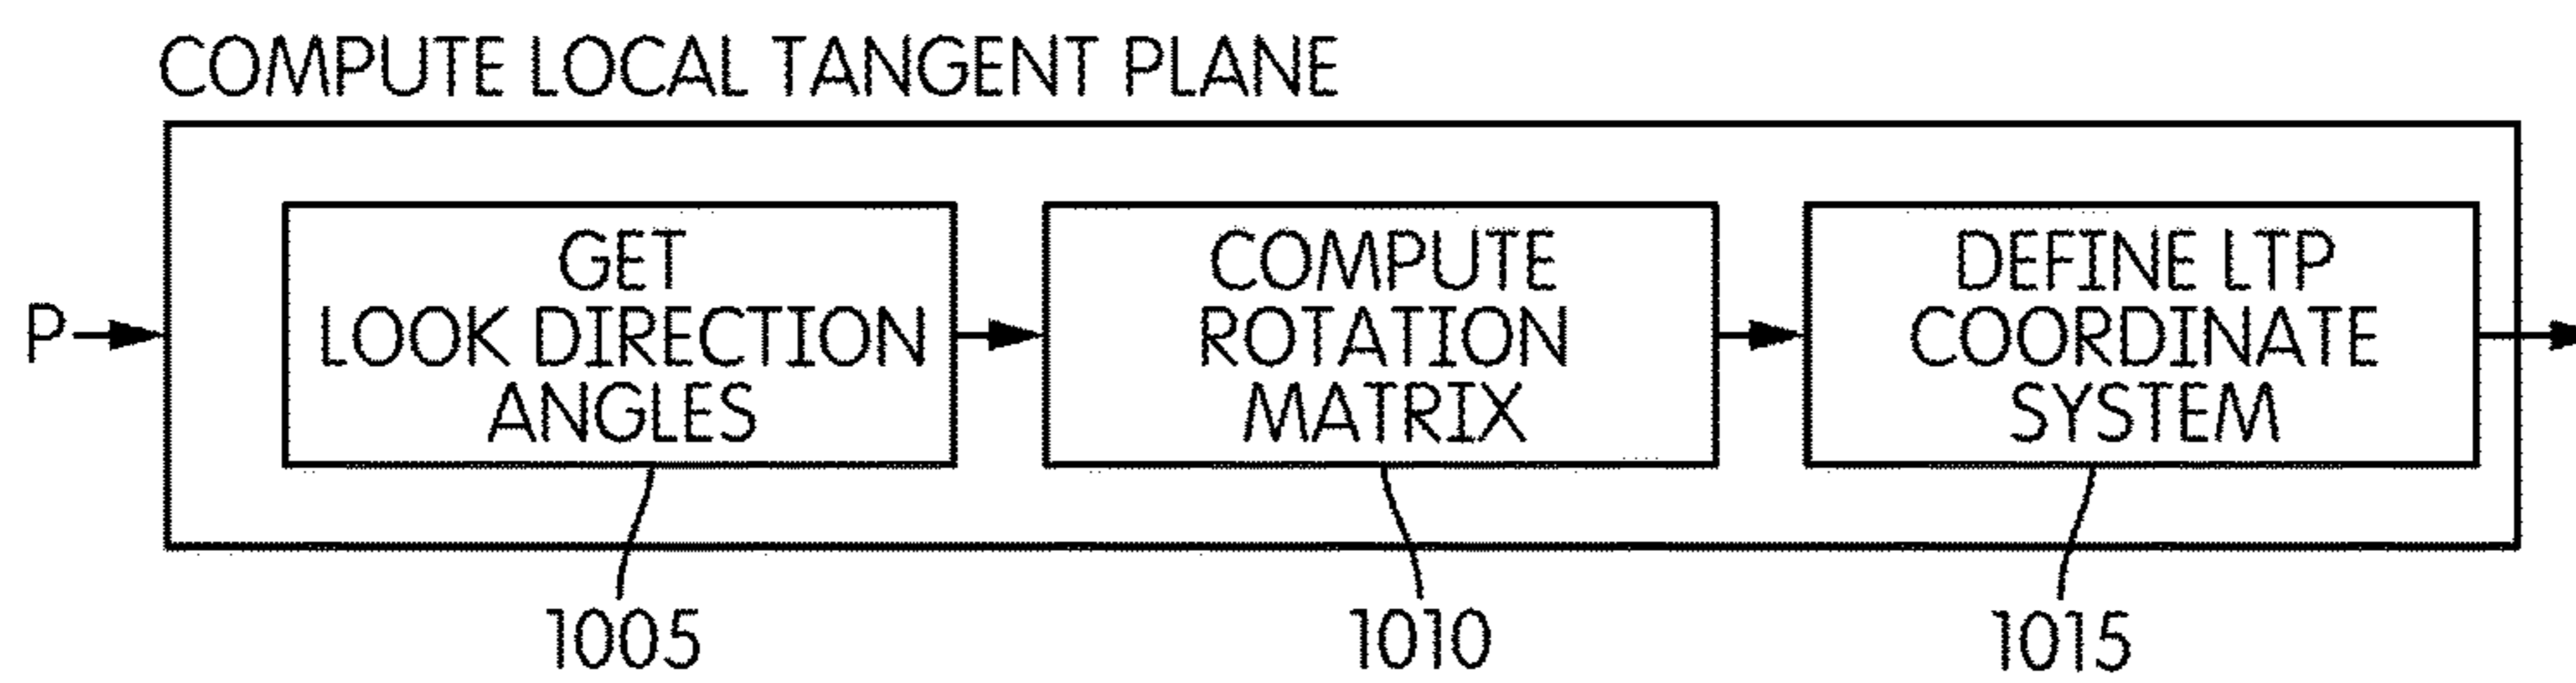 COMPUTE LOCAL TANGENT PLANE
P
GET
LOOK DIRECTION
ANGLES
COMPUTE
ROTATION
MATRIX
DEFINE LTP
COORDINATE
SYSTEM
1005
1010
1015